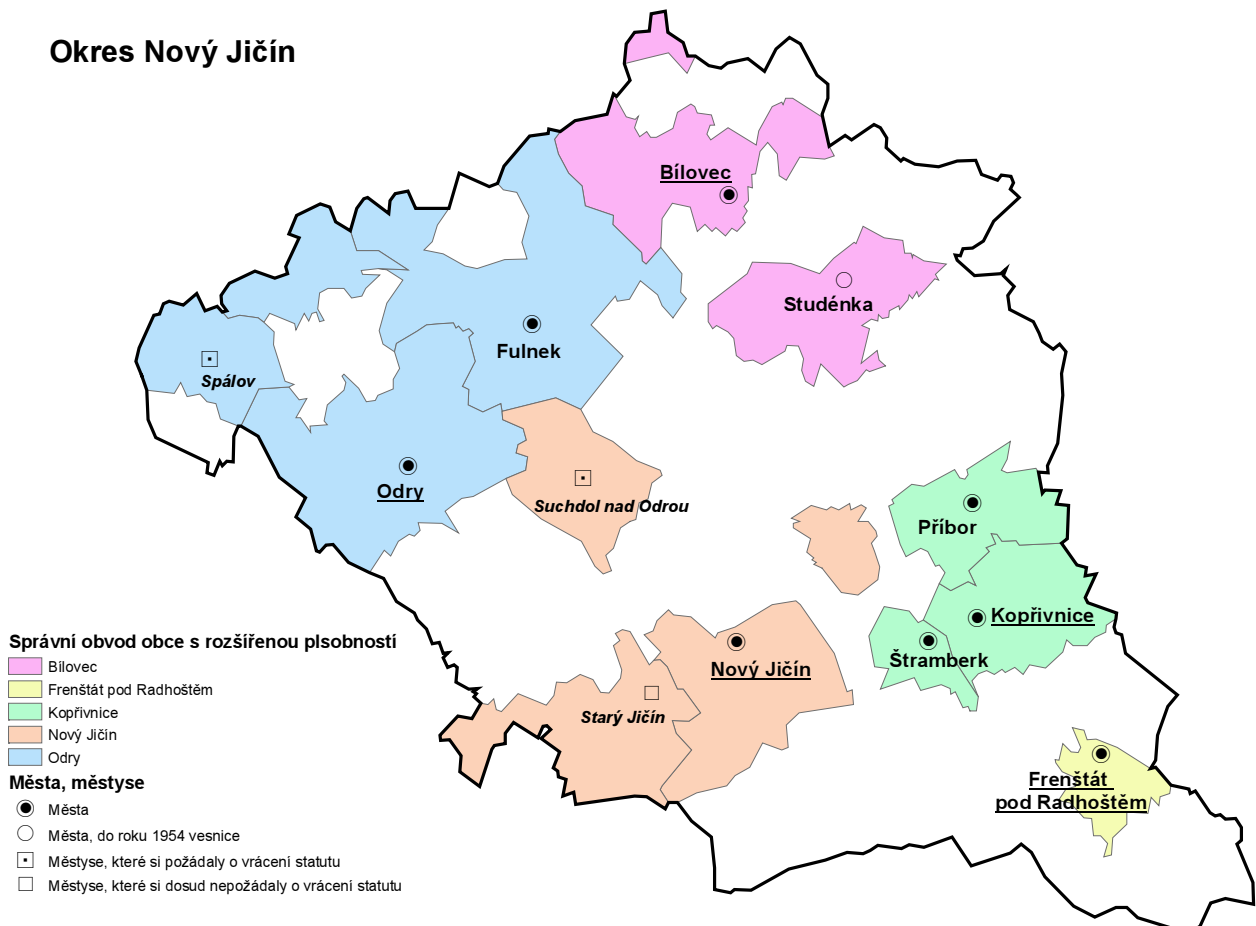 Okres Nový Jičín
Bílovec
Studénka
Fulnek
Spálov
Odry
Suchdol nad Odrou
Příbor
Kopřivnice
Štramberk
Nový Jičín
Starý Jičín
Frenštát
pod Radhoštěm
Správní obvod obce s rozšířenou plsobností
Bílovec
Frenštát pod Radhoštěm
Kopřivnice
Nový Jičín
Odry
Města, městyse
Města
Města, do roku 1954 vesnice
Městyse, které si požádaly o vrácení statutu
Městyse, které si dosud nepožádaly o vrácení statutu